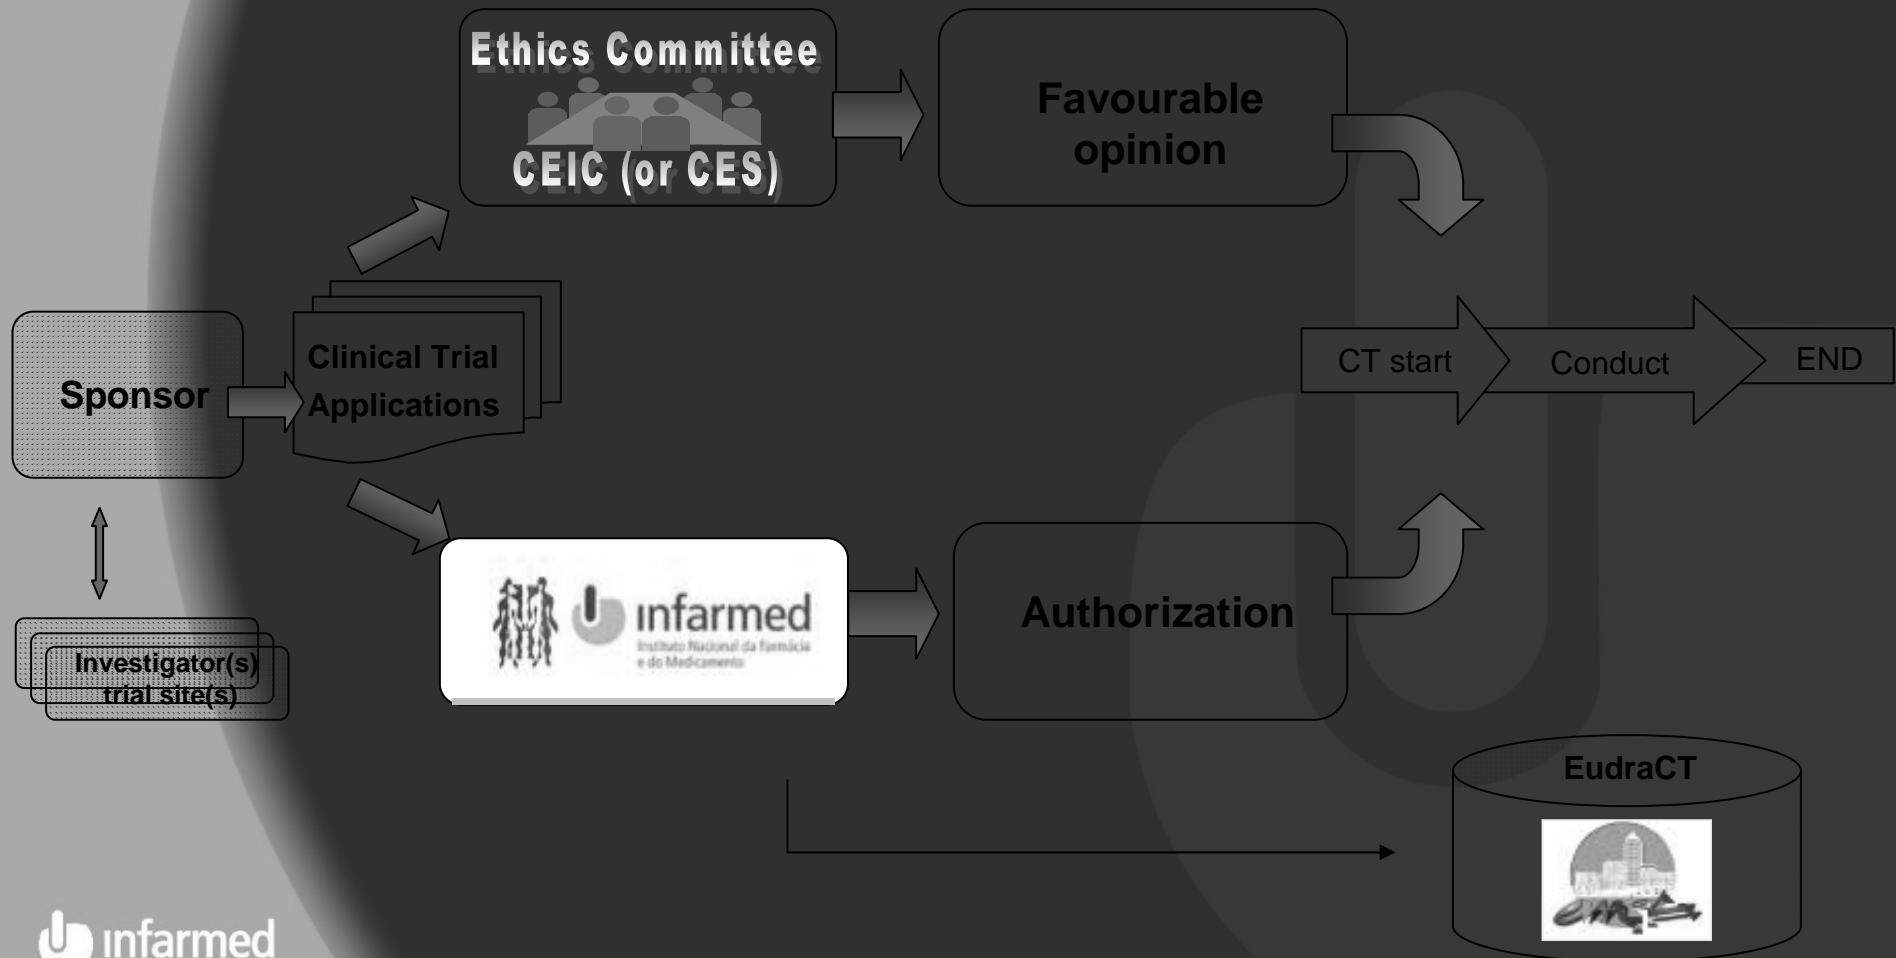 Ethics Committee
CEIC (or CES)
Favourable
opinion
Sponsor
Clinical Trial
Applications
CT start
Conduct
END
Investigator(s)
trial site(s)
infarmed
Instituto Nacional da Farmácia
e do Medicamento
Authorization
EudraCT
emea
infarmed